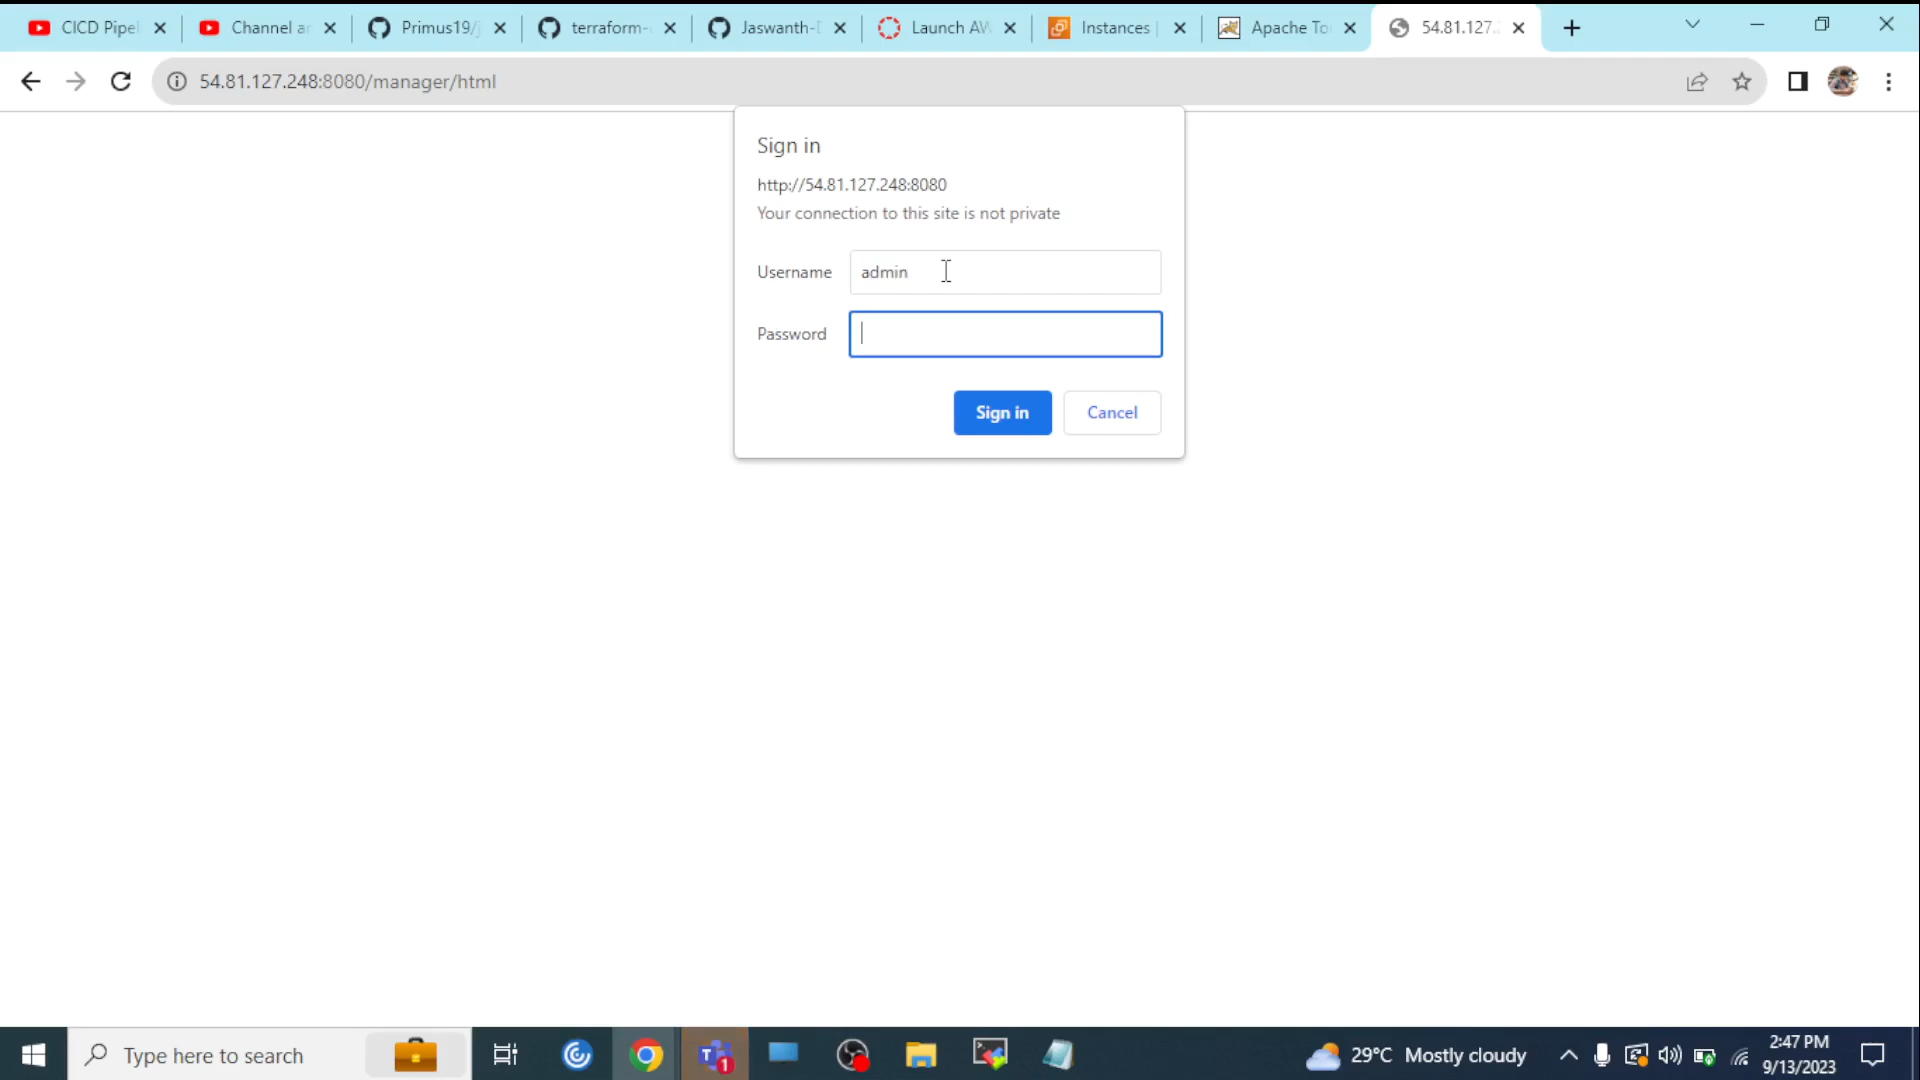 CICD Pipel
Channel a
Primus19/j
terraform-
Jaswanth-
Launch AW
Instances |
Apache To
54.81.127.
54.81.127.248:8080/manager/html
Sign in
http://54.81.127.248:8080
Your connection to this site is not private
Username admin
Password
Sign in Cancel
Type here to search
1
29°C Mostly cloudy
2:47 PM
9/13/2023